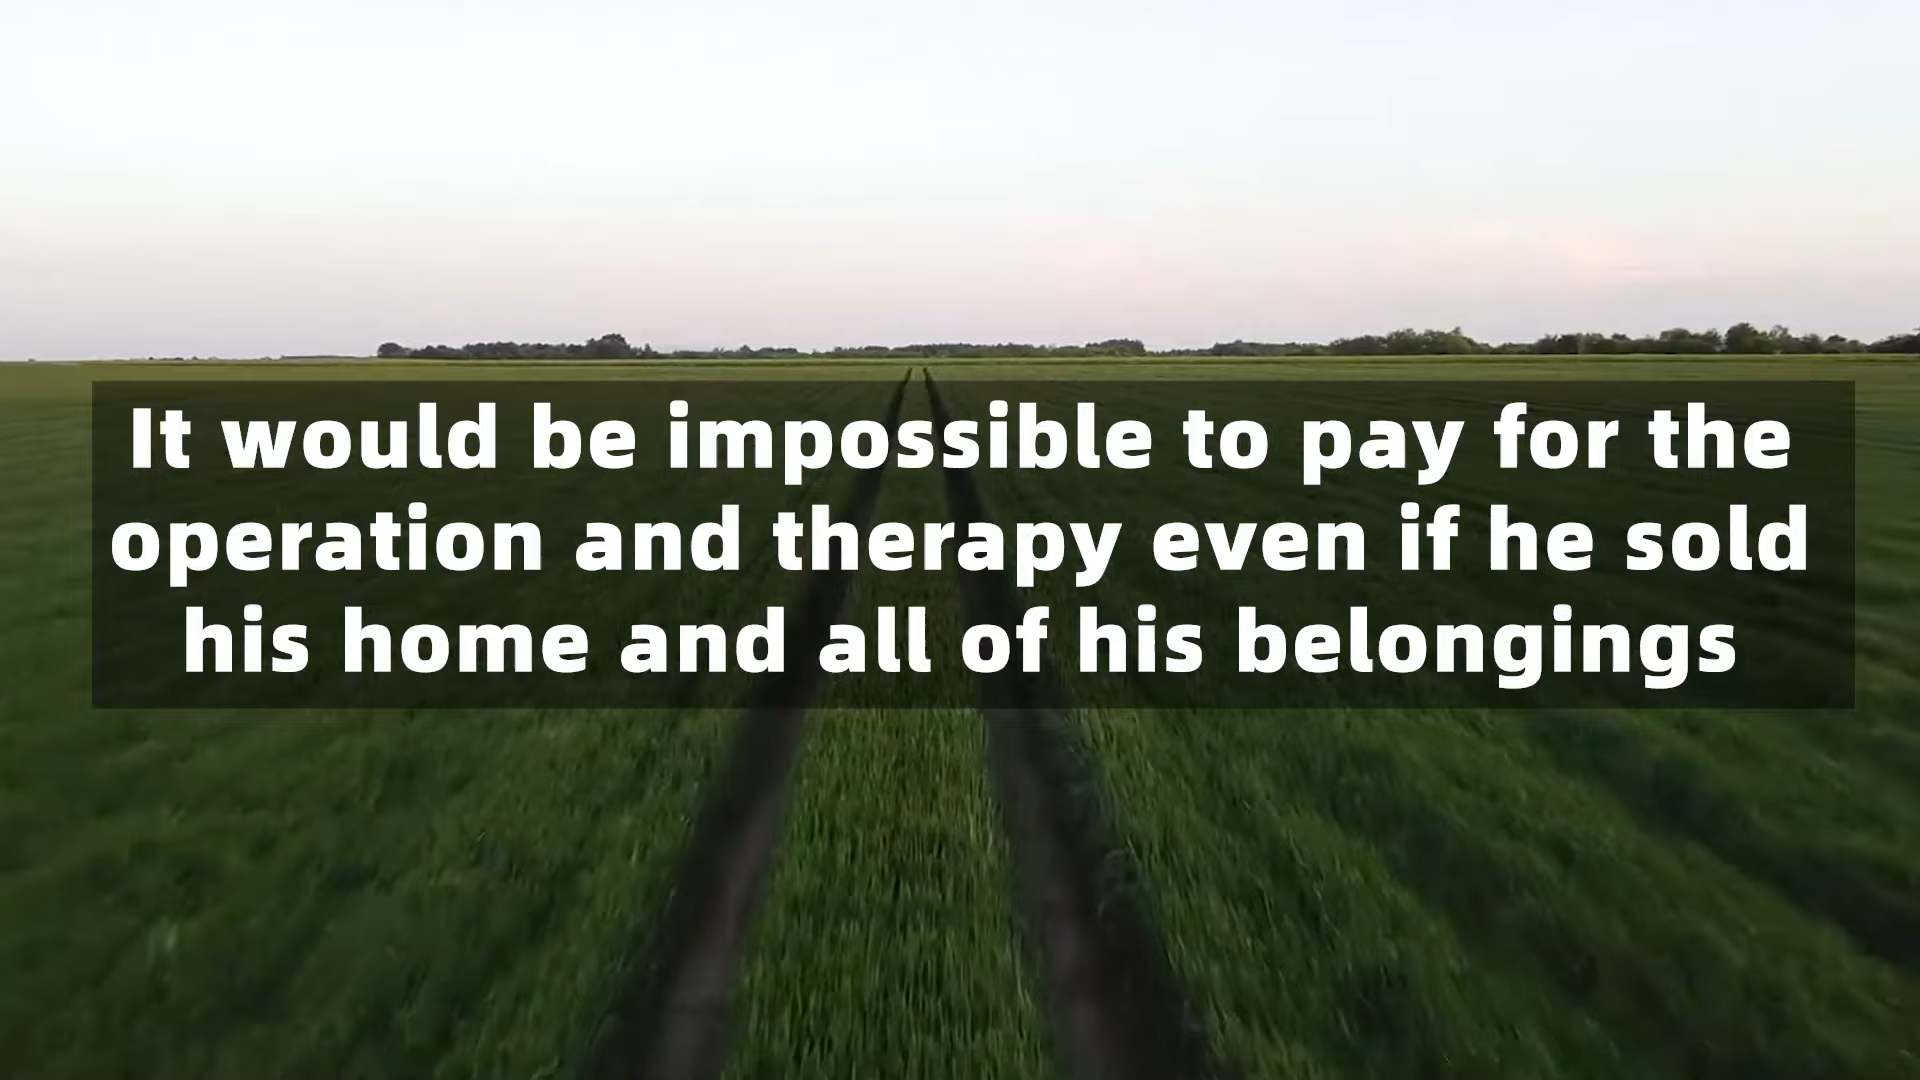 It would be impossible to pay for the
operation and therapy even if he sold
his home and all of his belongings